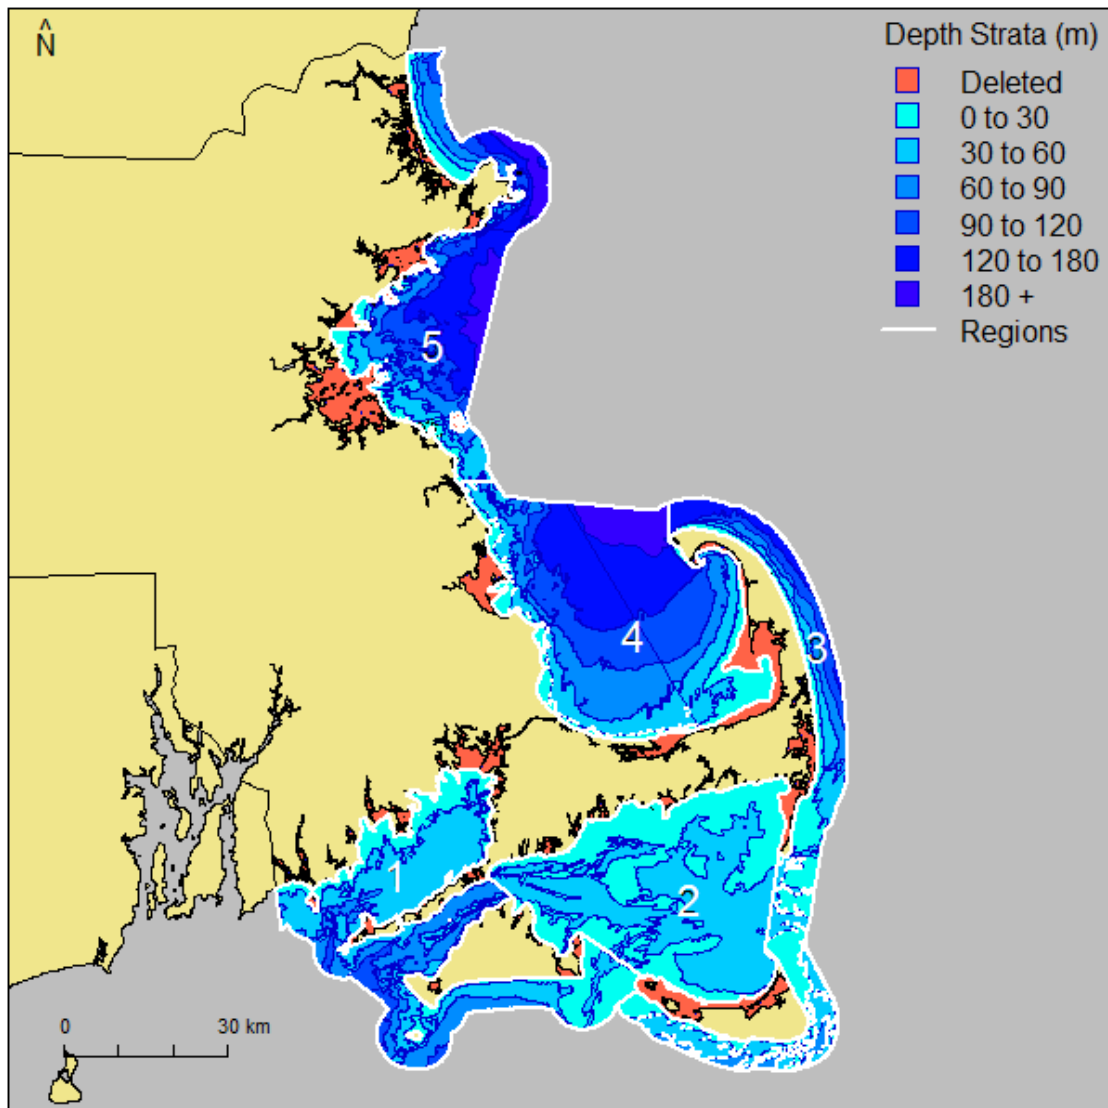 ^
N
Depth Strata (m)
Deleted
0 to 30
30 to 60
60 to 90
90 to 120
120 to 180
180 +
Regions
5
4
3
1
2
0 30 km